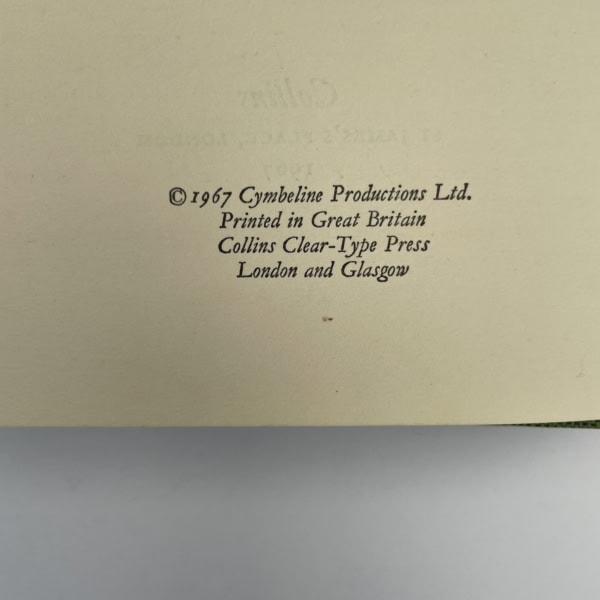 © 1967 Cymbeline Productions Ltd.
Printed in Great Britain
Collins Clear-Type Press
London and Glasgow